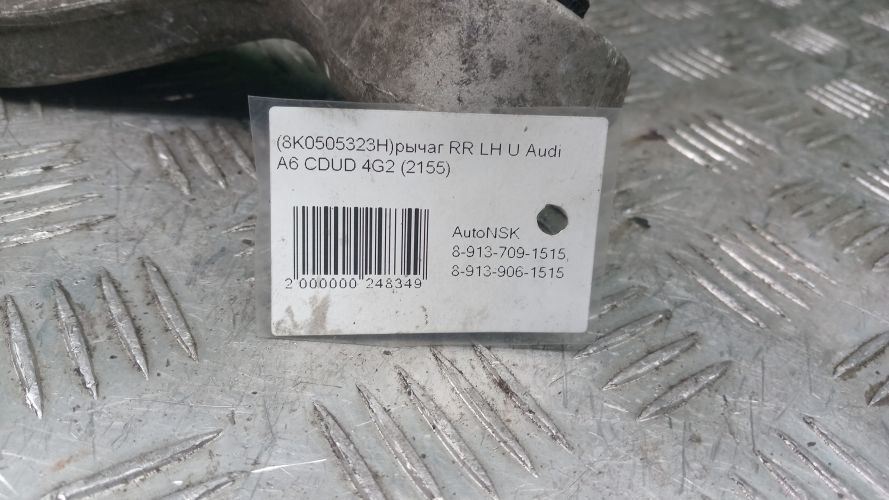 (8K0505323H)рычаг RR LH U Audi
A6 CDUD 4G2 (2155)
AutoNSK
8-913-709-1515,
8-913-906-1515
2 000000 248349